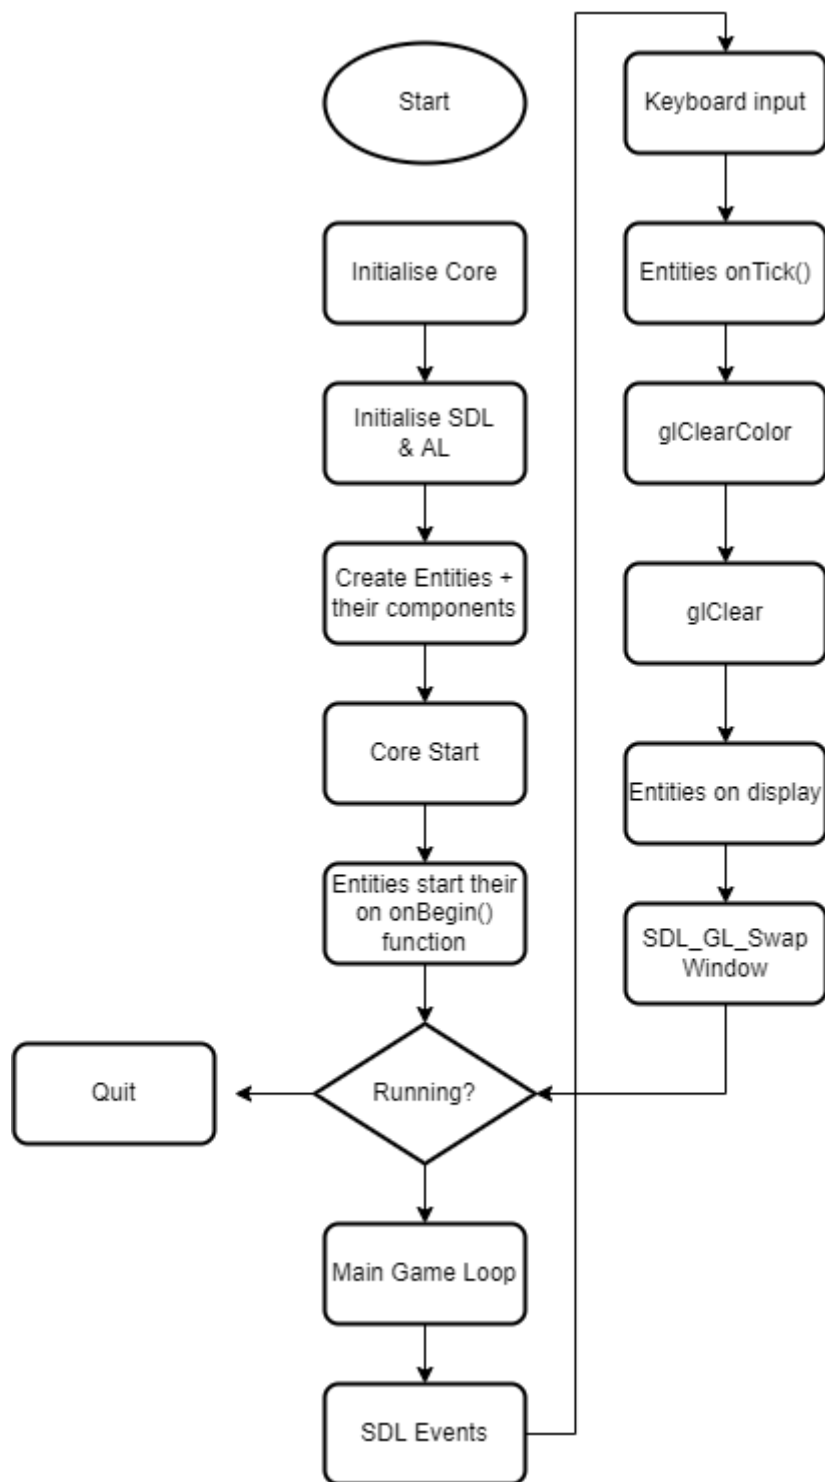 Start
Initialise Core
Initialise SDL
& AL
Create Entities +
their components
Core Start
Entities start their
on onBegin()
function
Running?
Quit
Main Game Loop
SDL Events
Keyboard input
Entities onTick()
glClearColor
glClear
Entities on display
SDL_GL_Swap
Window